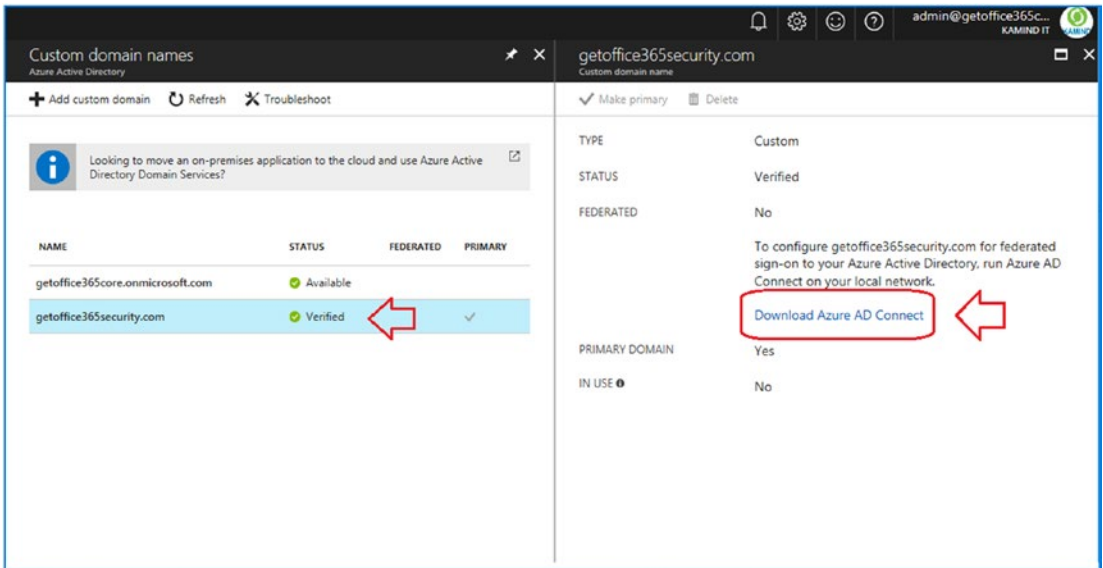 admin@getoffice365c...
KAMIND IT
KAMIND
Custom domain names
Azure Active Directory
Add custom domain Refresh Troubleshoot
Looking to move an on-premises application to the cloud and use Azure Active
Directory Domain Services?
NAME STATUS FEDERATED PRIMARY
getoffice365core.onmicrosoft.com Available
getoffice365security.com Verified
getoffice365security.com
Custom domain name
Make primary Delete
TYPE Custom
STATUS Verified
FEDERATED No
To configure getoffice365security.com for federated
sign-on to your Azure Active Directory, run Azure AD
Connect on your local network.
Download Azure AD Connect
PRIMARY DOMAIN Yes
IN USE No